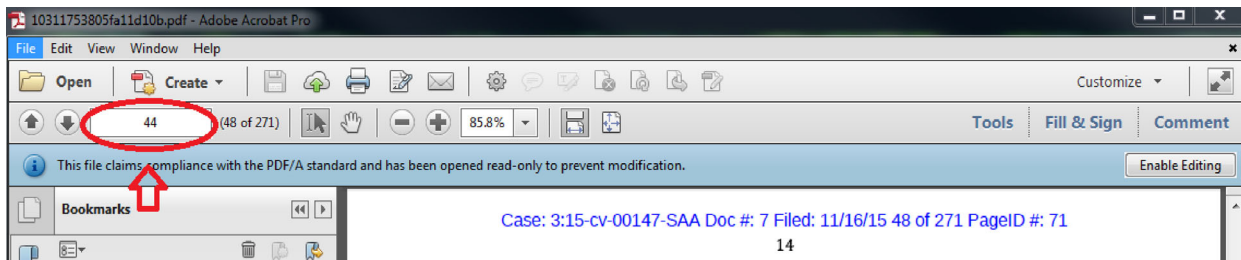 10311753805fa11d10b.pdf - Adobe Acrobat Pro
File Edit View Window Help
Open Create Customize
44 (48 of 271) 85.8% Tools Fill & Sign Comment
This file claims compliance with the PDF/A standard and has been opened read-only to prevent modification. Enable Editing
Bookmarks
Case: 3:15-cv-00147-SAA Doc #: 7 Filed: 11/16/15 48 of 271 PageID #: 71
14